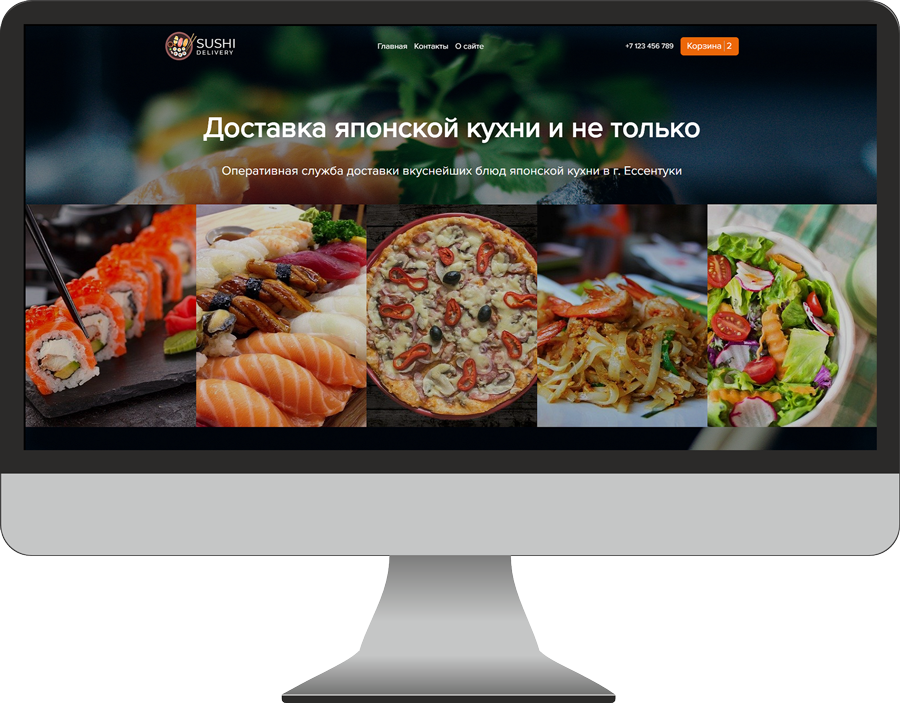 SUSHI
DELIVERY
Главная Контакты О сайте
+7 123 456 789
Корзина 2
Доставка японской кухни и не только
Оперативная служба доставки вкуснейших блюд японской кухни в г. Ессентуки